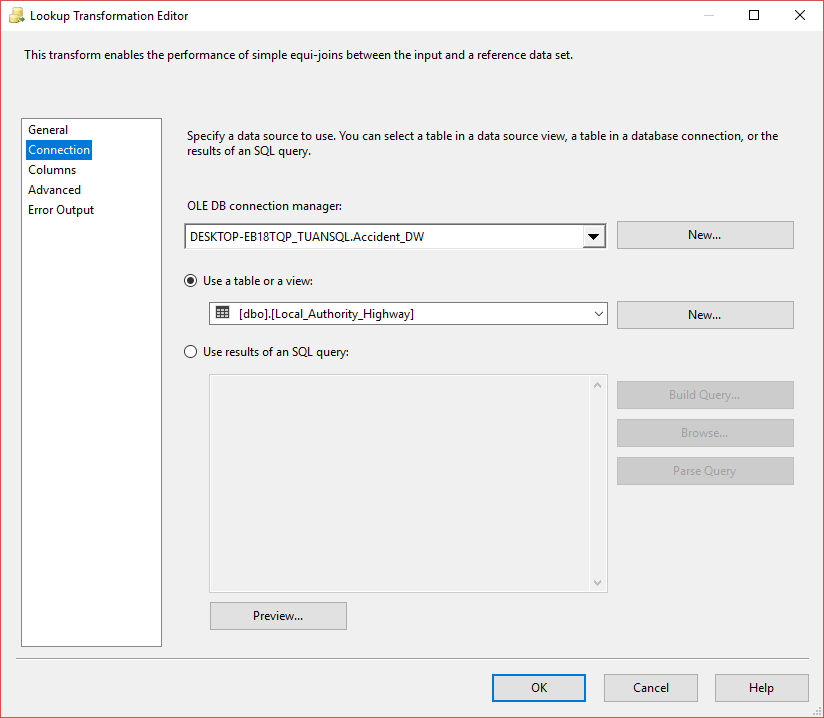 Lookup Transformation Editor
This transform enables the performance of simple equi-joins between the input and a reference data set.
General
Connection
Columns
Advanced
Error Output
Specify a data source to use. You can select a table in a data source view, a table in a database connection, or the
results of an SQL query.
OLE DB connection manager:
DESKTOP-EB18TQP_TUANSQL.Accident_DW
New...
Use a table or a view:
[dbo].[Local_Authority_Highway]
New...
Use results of an SQL query:
Build Query...
Browse...
Parse Query
Preview...
OK
Cancel
Help